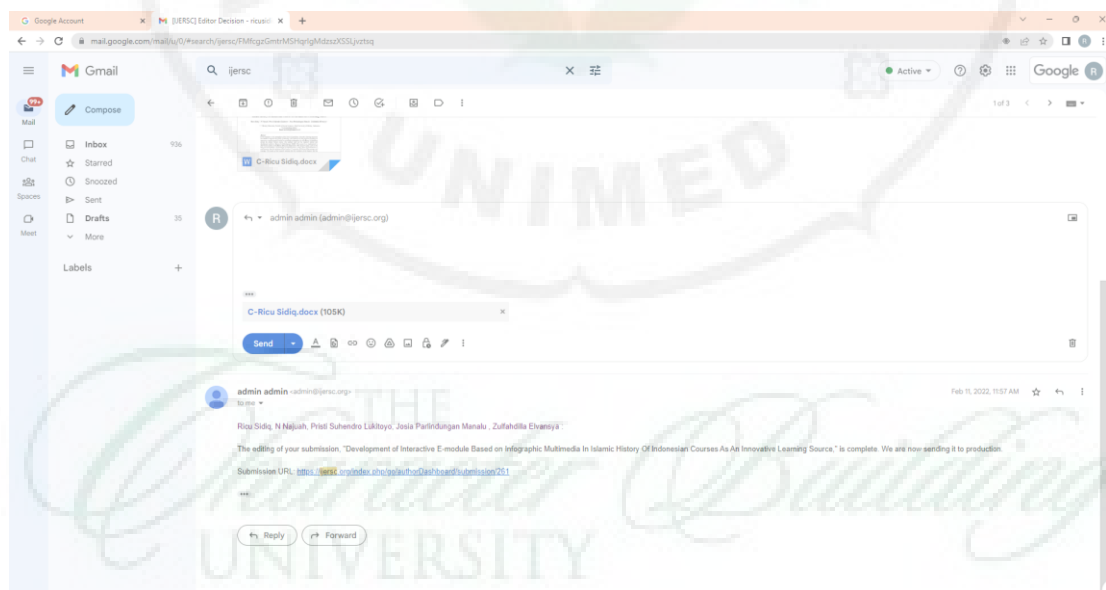 Google Account
[IJERSC] Editor Decision - ricusidi
mail.google.com/mail/u/0/#search/ijersc/FMfcgzGmtrMSHqrlgMdzszXSSLjvztsq
Gmail
ijersc
Active
Google R
99+
Mail
Compose
1 of 3
Chat
Inbox 936
Starred
C-Ricu Sidiq.docx
Spaces
Snoozed
Sent
Meet
Drafts 35
More
R admin admin (admin@ijersc.org)
Labels
C-Ricu Sidiq.docx (105K)
Send
admin admin <admin@ijersc.org> Feb 11, 2022, 11:57 AM
to me
Ricu Sidiq, N Najuah, Pristi Suhendro Lukitoyo, Josia Parlindungan Manalu , Zulfahdilla Elvansya :
The editing of your submission, "Development of Interactive E-module Based on Infographic Multimedia In Islamic History Of Indonesian Courses As An Innovative Learning Source," is complete. We are now sending it to production.
Submission URL: https://ijersc.org/index.php/go/authorDashboard/submission/261
Reply Forward
UNIMED
THE
Character Building
UNIVERSITY